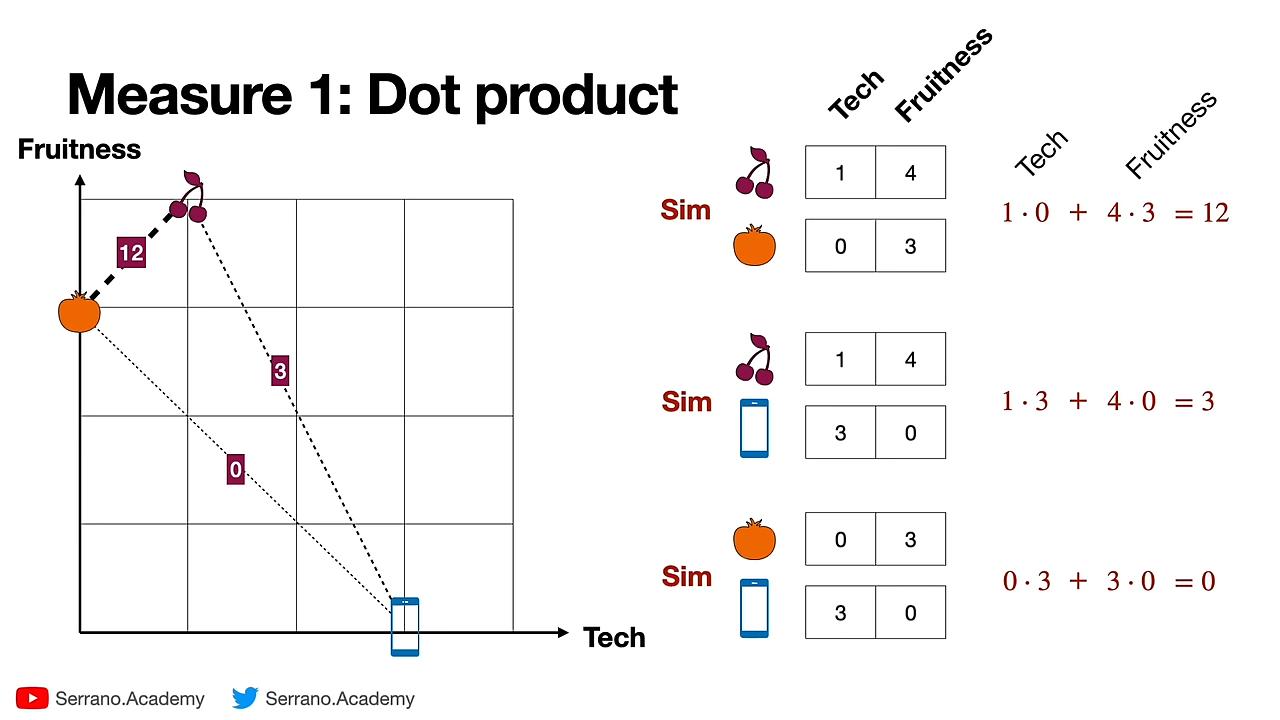 Measure 1: Dot product
Fruitness
12
3
0
Tech
Tech Fruitness
Tech Fruitness
Sim
1 4
0 3
1 · 0 + 4 · 3 = 12
Sim
1 4
3 0
1 · 3 + 4 · 0 = 3
Sim
0 3
3 0
0 · 3 + 3 · 0 = 0
Serrano.Academy Serrano.Academy